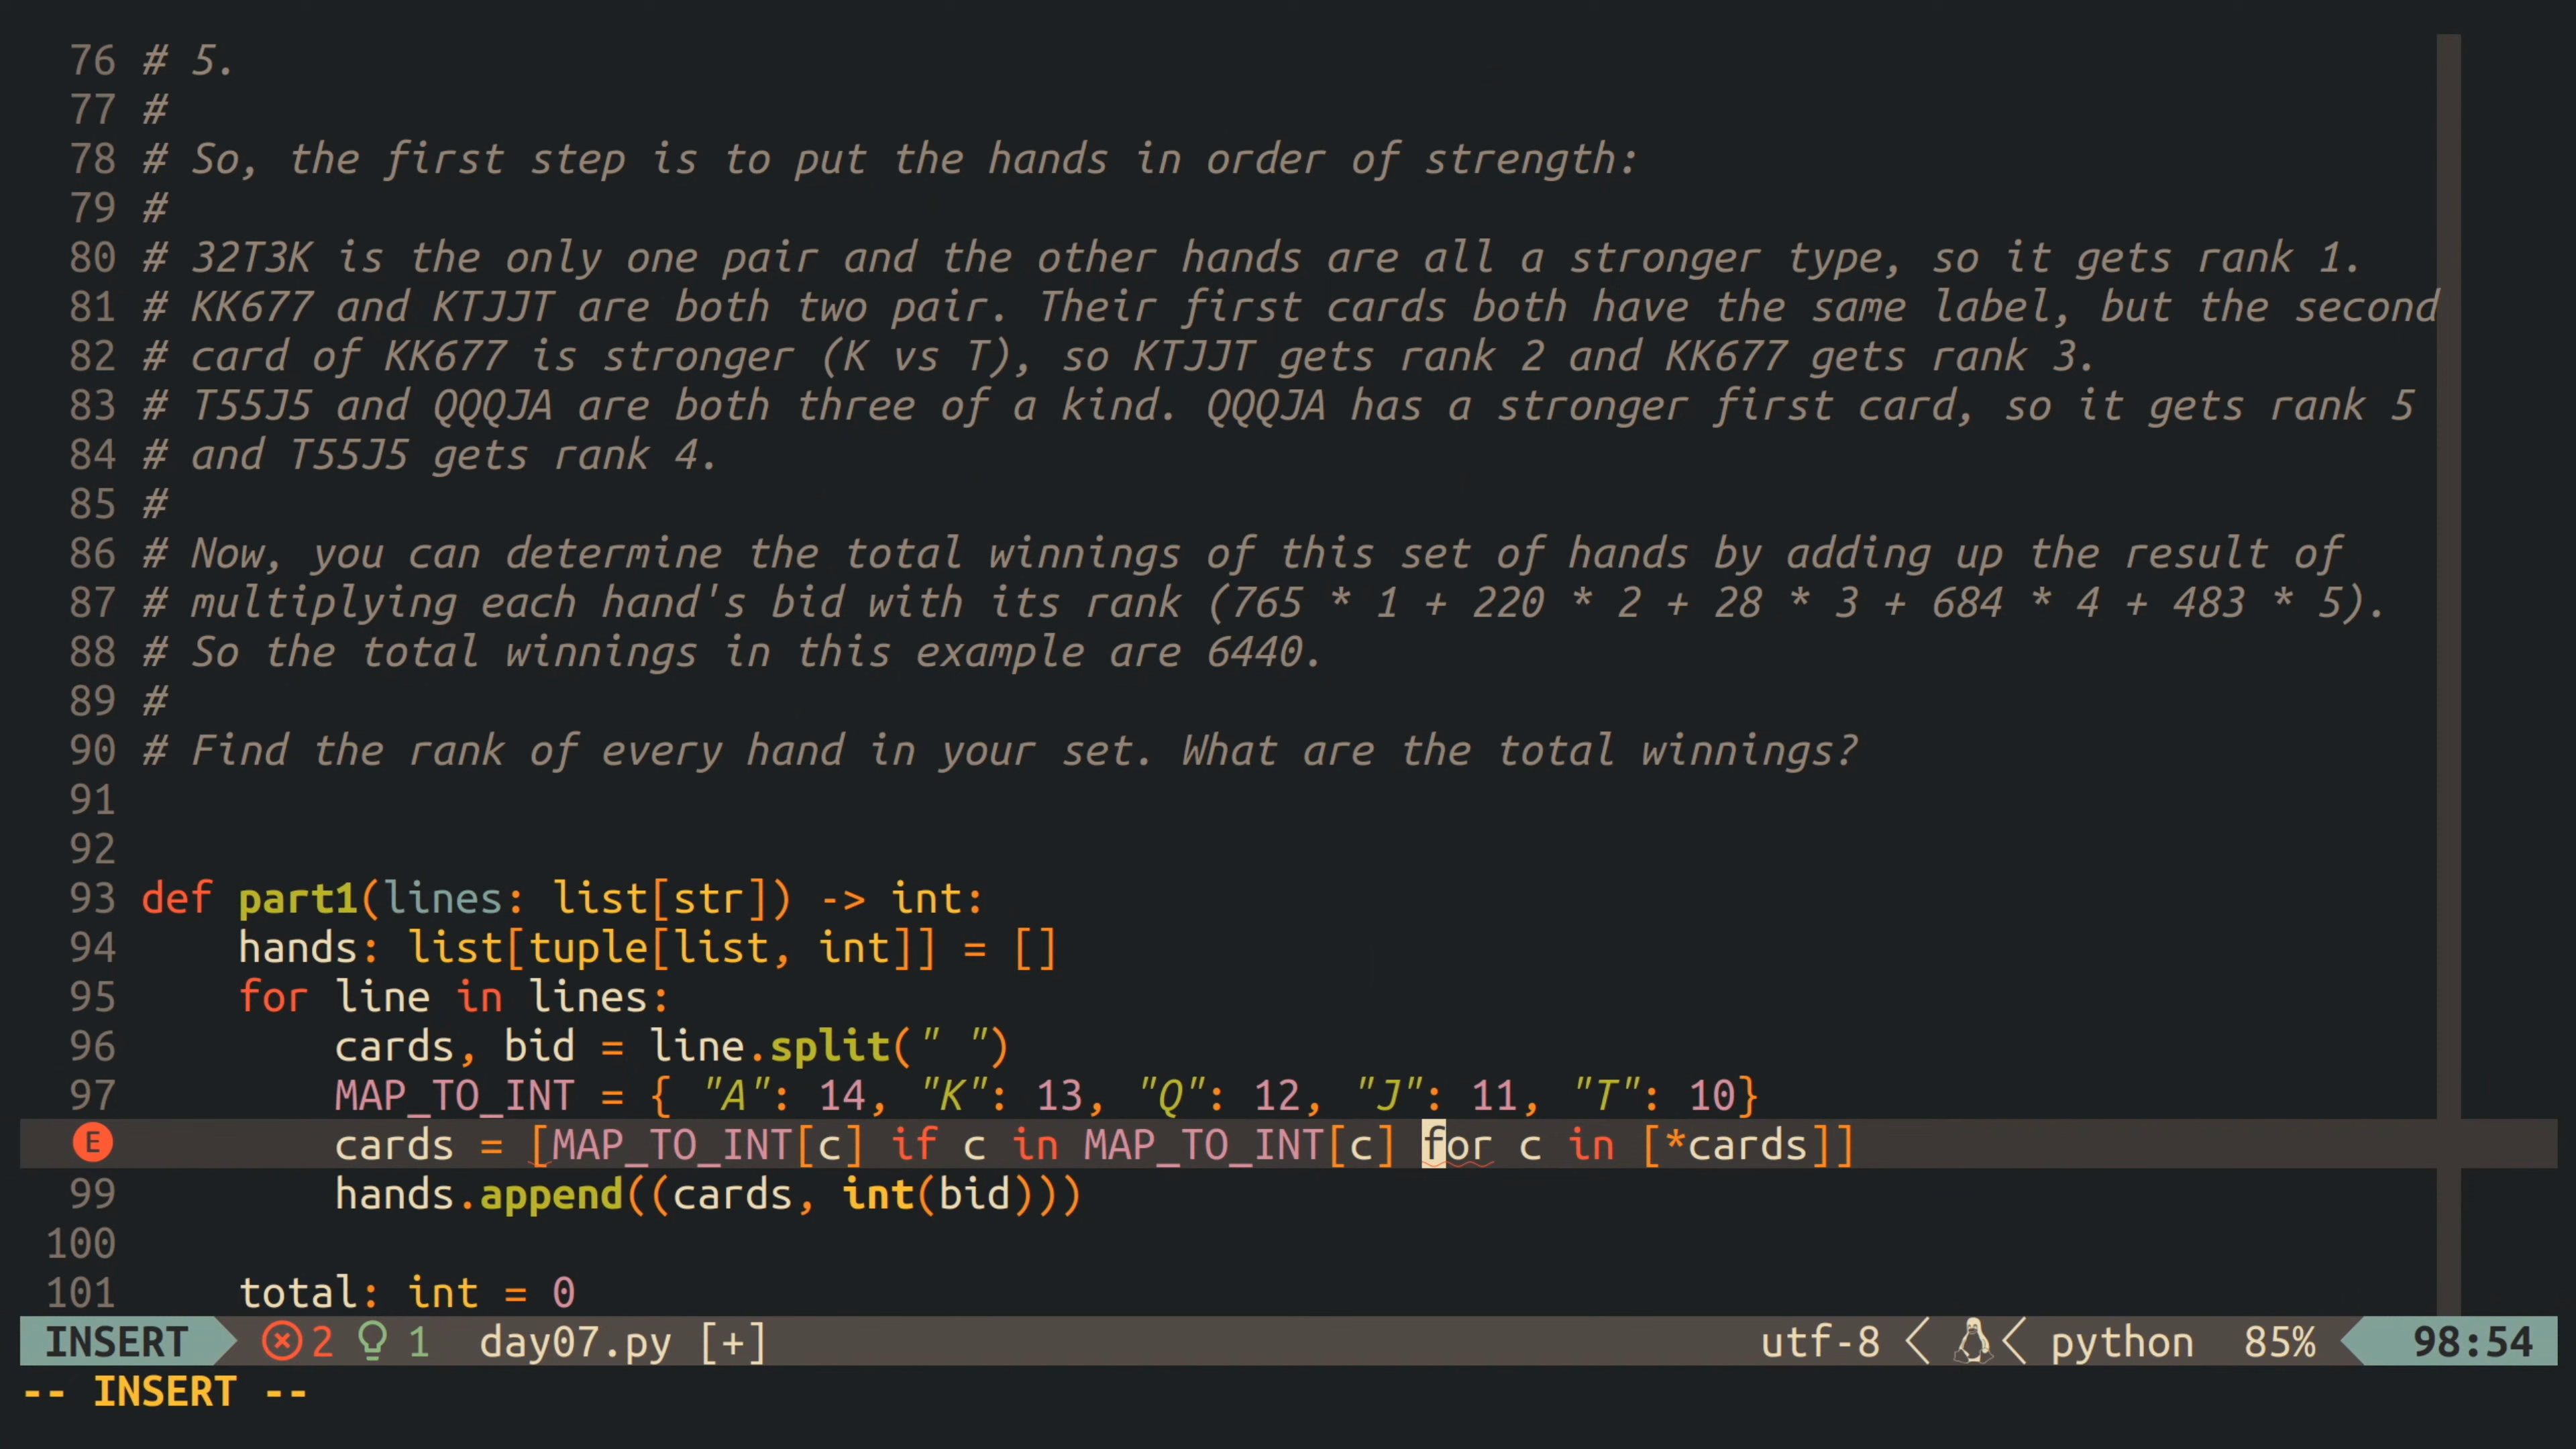 76 # 5.
77 #
78 # So, the first step is to put the hands in order of strength:
79 #
80 # 32T3K is the only one pair and the other hands are all a stronger type, so it gets rank 1.
81 # KK677 and KTJJT are both two pair. Their first cards both have the same label, but the second
82 # card of KK677 is stronger (K vs T), so KTJJT gets rank 2 and KK677 gets rank 3.
83 # T55J5 and QQQJA are both three of a kind. QQQJA has a stronger first card, so it gets rank 5
84 # and T55J5 gets rank 4.
85 #
86 # Now, you can determine the total winnings of this set of hands by adding up the result of
87 # multiplying each hand's bid with its rank (765 * 1 + 220 * 2 + 28 * 3 + 684 * 4 + 483 * 5).
88 # So the total winnings in this example are 6440.
89 #
90 # Find the rank of every hand in your set. What are the total winnings?
91
92
93 def part1(lines: list[str]) -> int:
94     hands: list[tuple[list, int]] = []
95     for line in lines:
96         cards, bid = line.split(" ")
97         MAP_TO_INT = { "A": 14, "K": 13, "Q": 12, "J": 11, "T": 10}
E         cards = [MAP_TO_INT[c] if c in MAP_TO_INT[c] for c in [*cards]]
99         hands.append((cards, int(bid)))
100
101     total: int = 0
INSERT 2 1 day07.py [+] utf-8 < < python 85% 98:54
-- INSERT --